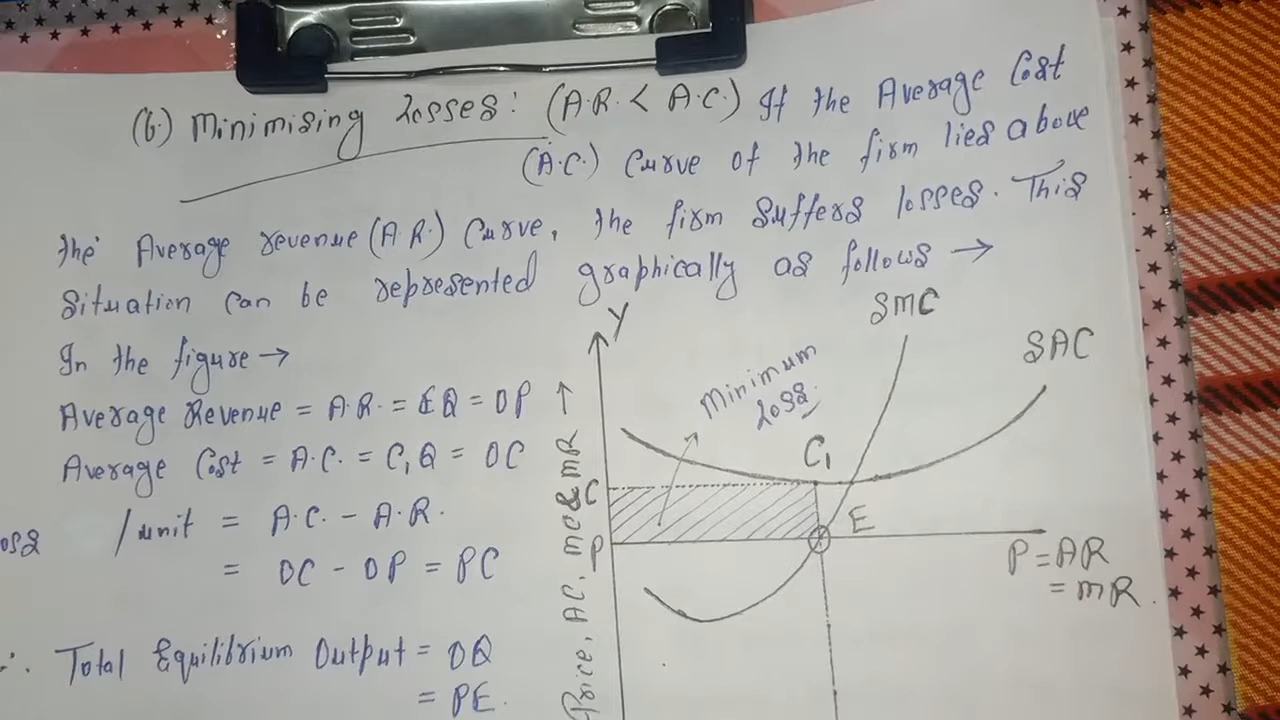 (b.) Minimising Losses: (A.R. < A.C.) If the Average Cost
(A.C.) Curve of the firm lies above
the Average revenue (A.R.) Curve, the firm Suffers losses. This
Situation can be represented graphically as follows →
In the figure →
Average Revenue = A.R. = EQ = OP
Average Cost = A.C. = C₁Q = OC
/unit = A.C. - A.R.
= OC - OP = PC
∴ Total Equilibrium Output = OQ
= PE.
Y
SMC
SAC
Minimum
Loss.
C₁
C
E
P
P = AR
= MR.
Price, AC, MC & MR →